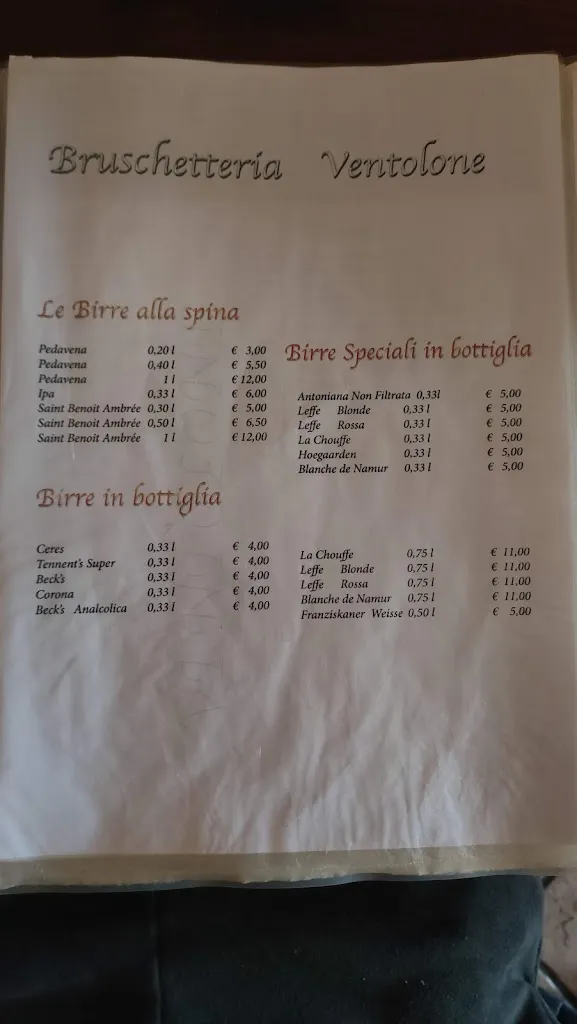 Bruschetteria Ventolone
Le Birre alla spina
Pedavena 0,20 l € 3,00
Pedavena 0,40 l € 5,50
Pedavena 1 l € 12,00
Ipa 0,33 l € 6,00
Saint Benoit Ambrée 0,30 l € 5,00
Saint Benoit Ambrée 0,50 l € 6,50
Saint Benoit Ambrée 1 l € 12,00
Birre in bottiglia
Ceres 0,33 l € 4,00
Tennent's Super 0,33 l € 4,00
Beck's 0,33 l € 4,00
Corona 0,33 l € 4,00
Beck's Analcolica 0,33 l € 4,00
Birre Speciali in bottiglia
Antoniana Non Filtrata 0,33l € 5,00
Leffe Blonde 0,33 l € 5,00
Leffe Rossa 0,33 l € 5,00
La Chouffe 0,33 l € 5,00
Hoegaarden 0,33 l € 5,00
Blanche de Namur 0,33 l € 5,00
La Chouffe 0,75 l € 11,00
Leffe Blonde 0,75 l € 11,00
Leffe Rossa 0,75 l € 11,00
Blanche de Namur 0,75 l € 11,00
Franziskaner Weisse 0,50 l € 5,00